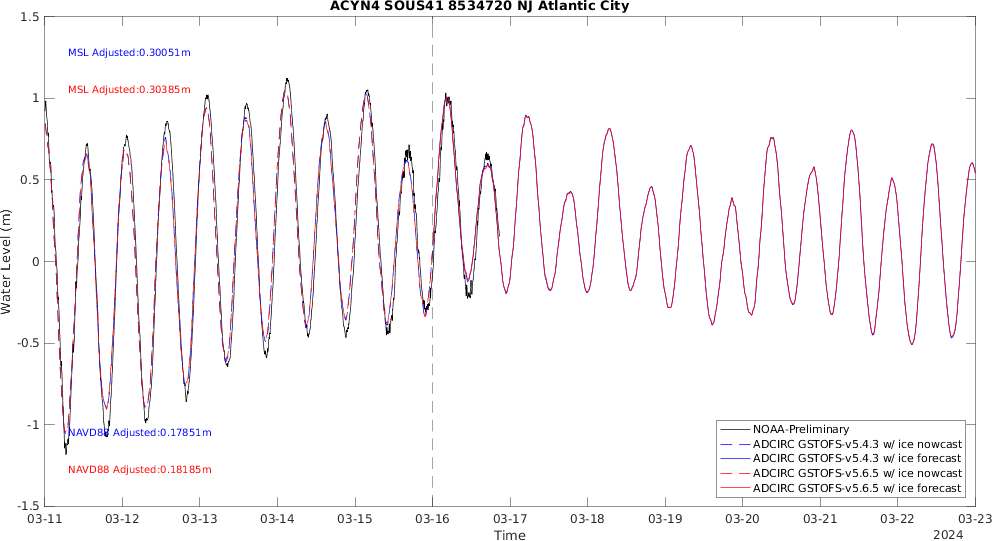 ACYN4 SOUS41 8534720 NJ Atlantic City
1.5
1
0.5
0
-0.5
-1
-1.5
Water Level (m)
MSL Adjusted:0.30051m
MSL Adjusted:0.30385m
NAVD88 Adjusted:0.17851m
NAVD88 Adjusted:0.18185m
NOAA-Preliminary
ADCIRC GSTOFS-v5.4.3 w/ ice nowcast
ADCIRC GSTOFS-v5.4.3 w/ ice forecast
ADCIRC GSTOFS-v5.6.5 w/ ice nowcast
ADCIRC GSTOFS-v5.6.5 w/ ice forecast
03-11 03-12 03-13 03-14 03-15 03-16 03-17 03-18 03-19 03-20 03-21 03-22 03-23
Time
2024